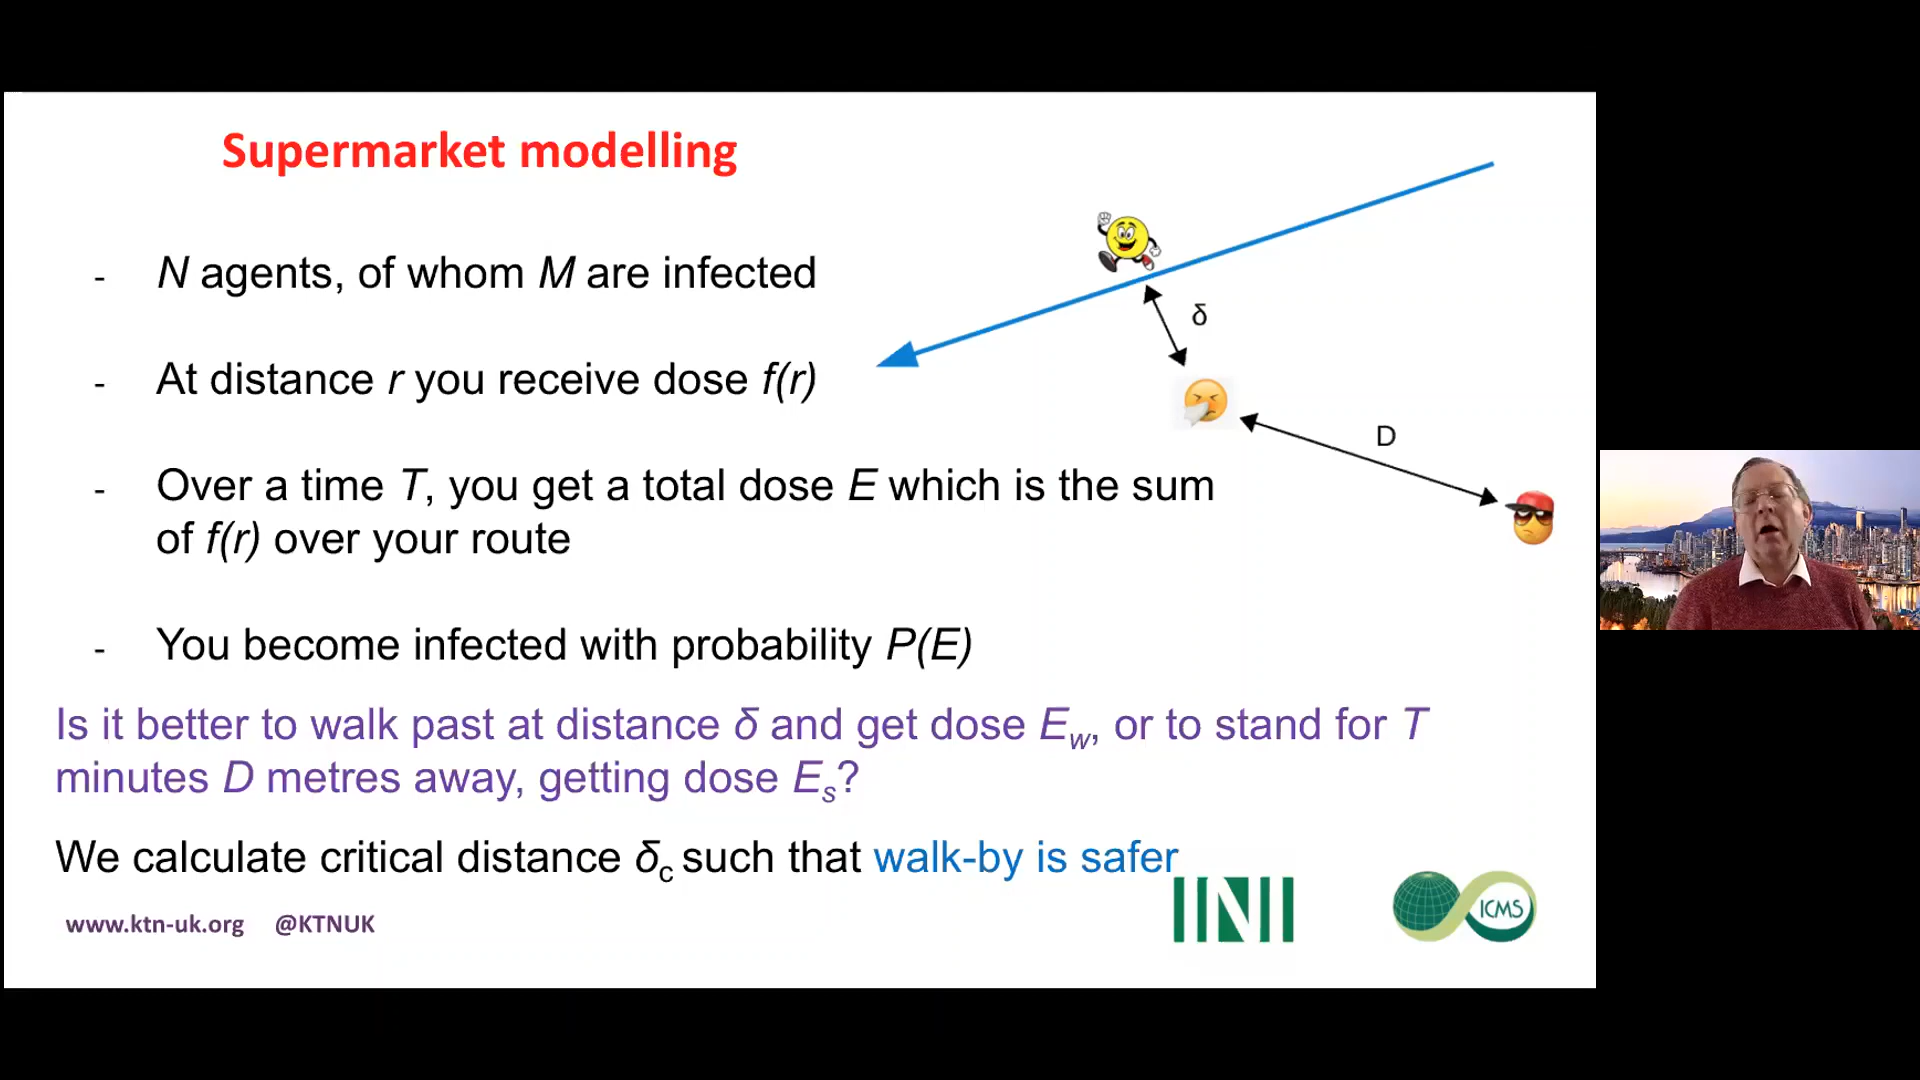 Supermarket modelling
- N agents, of whom M are infected
- At distance r you receive dose f(r)
- Over a time T, you get a total dose E which is the sum
of f(r) over your route
- You become infected with probability P(E)
Is it better to walk past at distance δ and get dose Ew, or to stand for T
minutes D metres away, getting dose Es?
We calculate critical distance δc such that walk-by is safer
www.ktn-uk.org @KTNUK
δ
D
INI
ICMS